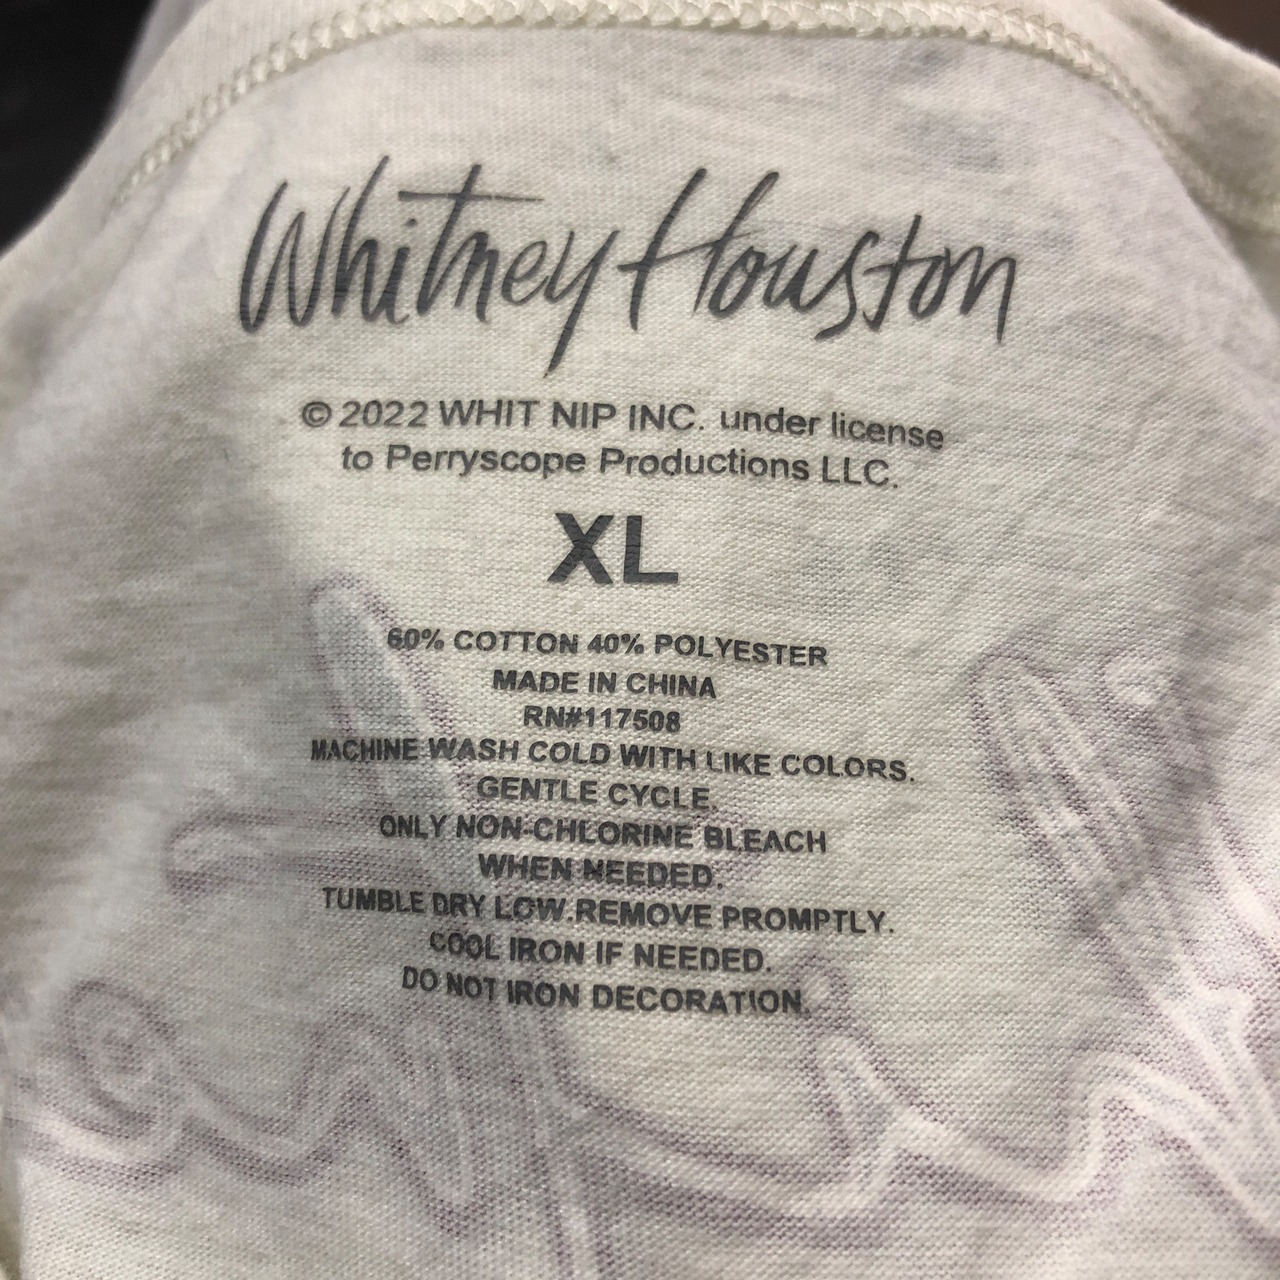 Whitney Houston
© 2022 WHIT NIP INC. under license
to Perryscope Productions LLC.
XL
60% COTTON 40% POLYESTER
MADE IN CHINA
RN#117508
MACHINE WASH COLD WITH LIKE COLORS.
GENTLE CYCLE.
ONLY NON-CHLORINE BLEACH
WHEN NEEDED.
TUMBLE DRY LOW.REMOVE PROMPTLY.
COOL IRON IF NEEDED.
DO NOT IRON DECORATION.